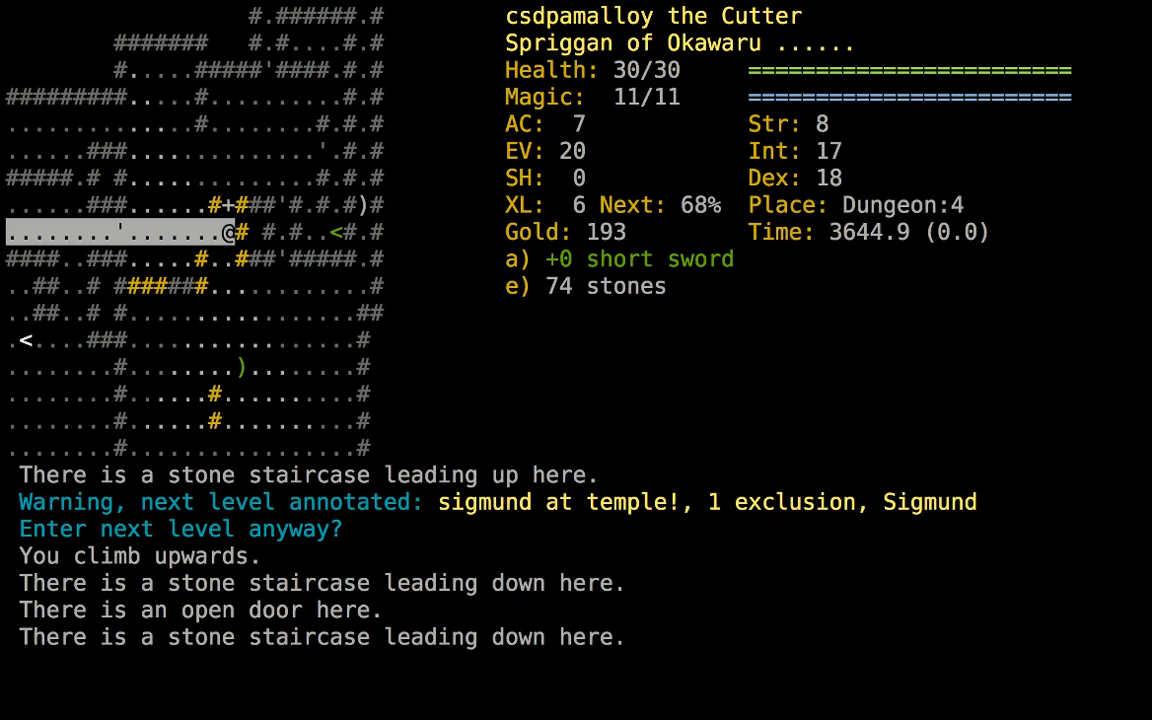 #.######.# csdpamalloy the Cutter
####### #.#....#.# Spriggan of Okawaru ......
#.....#####'####.#.# Health: 30/30 ========================
#########.....#..........#.# Magic: 11/11 ========================
..............#........#.#.# AC: 7 Str: 8
......###..............'.#.# EV: 20 Int: 17
#####.# #..............#.#.# SH: 0 Dex: 18
......###......#+###'#.#.#)# XL: 6 Next: 68% Place: Dungeon:4
........'.......@# #.#..<#.# Gold: 193 Time: 3644.9 (0.0)
####..###.....#..###'#####.# a) +0 short sword
..##..# ######.............# e) 74 stones
..##..# #.................##
.<....###.................#
........#........)........#
........#......#..........#
........#......#..........#
........#.................#
There is a stone staircase leading up here.
Warning, next level annotated: sigmund at temple!, 1 exclusion, Sigmund
Enter next level anyway?
You climb upwards.
There is a stone staircase leading down here.
There is an open door here.
There is a stone staircase leading down here.